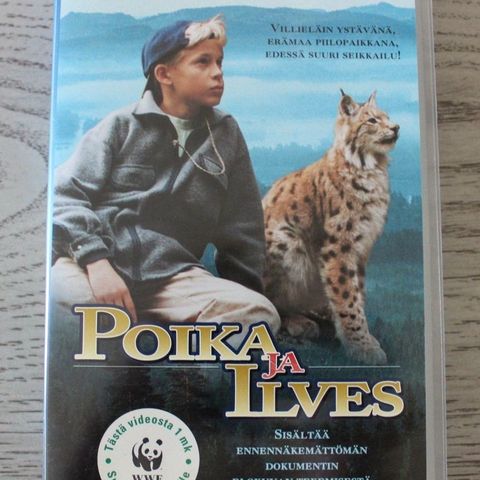 VILLIELÄIN YSTÄVÄNÄ,
ERÄMAA PIILOPAIKKANA,
EDESSÄ SUURI SEIKKAILU!
POIKA
JA
ILVES
SISÄLTÄÄ
ENNENNÄKEMÄTTÖMÄN
DOKUMENTIN
Tästä videosta 1 mk
WWF